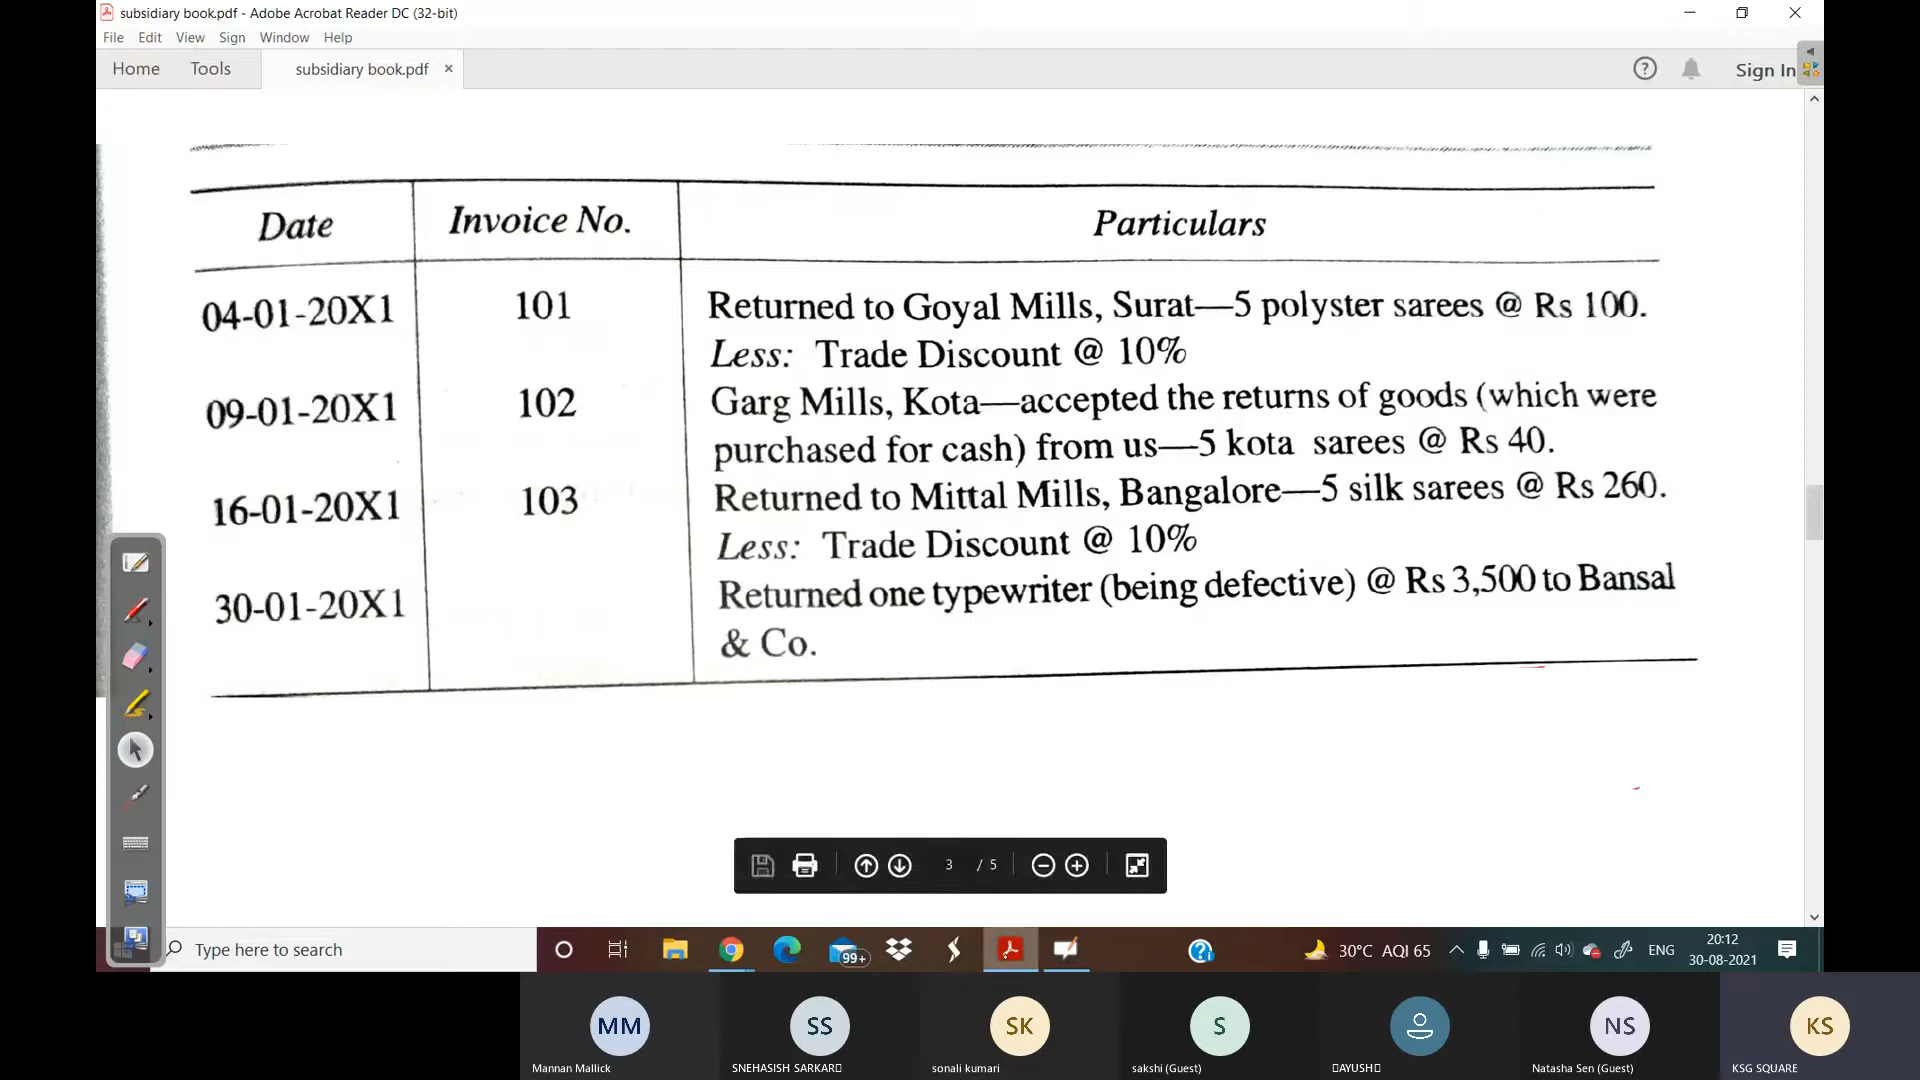 subsidiary book.pdf - Adobe Acrobat Reader DC (32-bit)
File Edit View Sign Window Help
Home Tools subsidiary book.pdf × Sign In
Date Invoice No. Particulars
04-01-20X1 101 Returned to Goyal Mills, Surat—5 polyster sarees @ Rs 100.
Less: Trade Discount @ 10%
09-01-20X1 102 Garg Mills, Kota—accepted the returns of goods (which were
purchased for cash) from us—5 kota sarees @ Rs 40.
16-01-20X1 103 Returned to Mittal Mills, Bangalore—5 silk sarees @ Rs 260.
Less: Trade Discount @ 10%
30-01-20X1 Returned one typewriter (being defective) @ Rs 3,500 to Bansal
& Co.
3 / 5
Type here to search 99+ 30°C AQI 65 ENG 20:12
30-08-2021
MM SS SK S NS KS
Mannan Mallick SNEHASISH SARKAR▯ sonali kumari sakshi (Guest) ▯AYUSH▯ Natasha Sen (Guest) KSG SQUARE